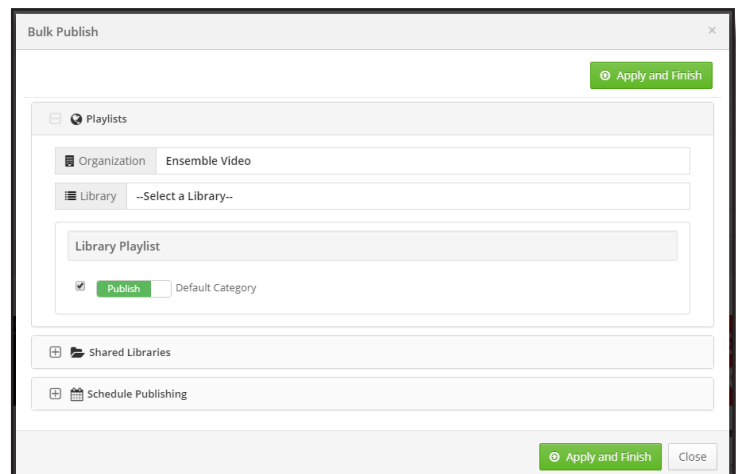 Bulk Publish ×
Apply and Finish
Playlists
Organization Ensemble Video
Library --Select a Library--
Library Playlist
Publish Default Category
Shared Libraries
Schedule Publishing
Apply and Finish Close